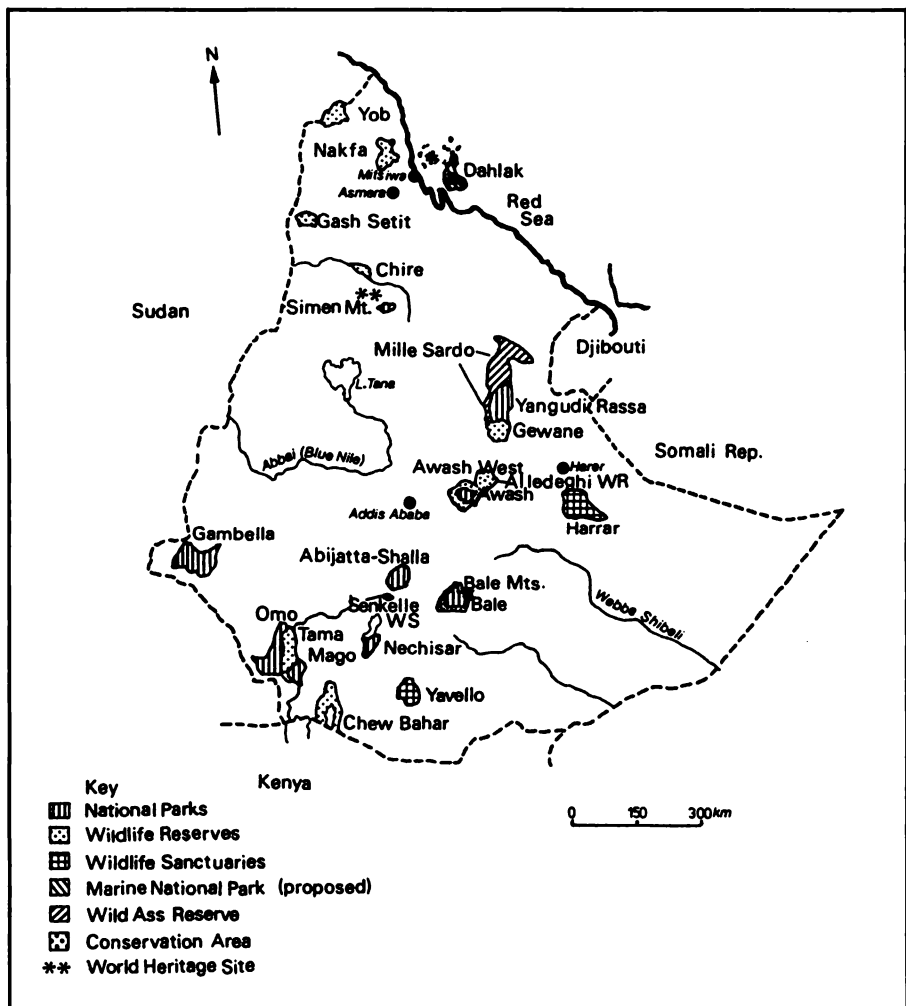 N
Yob
Nakfa
Mitsiwa
Dahlak
Asmera
Red
Sea
Gash Setit
Chire
**
Simen Mt.
Sudan
Djibouti
Mille Sardo
L.Tana
Yangudi Rassa
Gewane
Abbai (Blue Nile)
Somali Rep.
Awash West
Harer
Alledeghi WR
Awash
Addis Ababa
Harrar
Gambella
Abijatta-Shalla
Bale Mts.
Bale
Senkelle
WS
Webbe Shibeli
Omo
Tama
Mago
Nechisar
Yavello
Chew Bahar
Kenya
0 150 300km
Key
National Parks
Wildlife Reserves
Wildlife Sanctuaries
Marine National Park (proposed)
Wild Ass Reserve
Conservation Area
** World Heritage Site